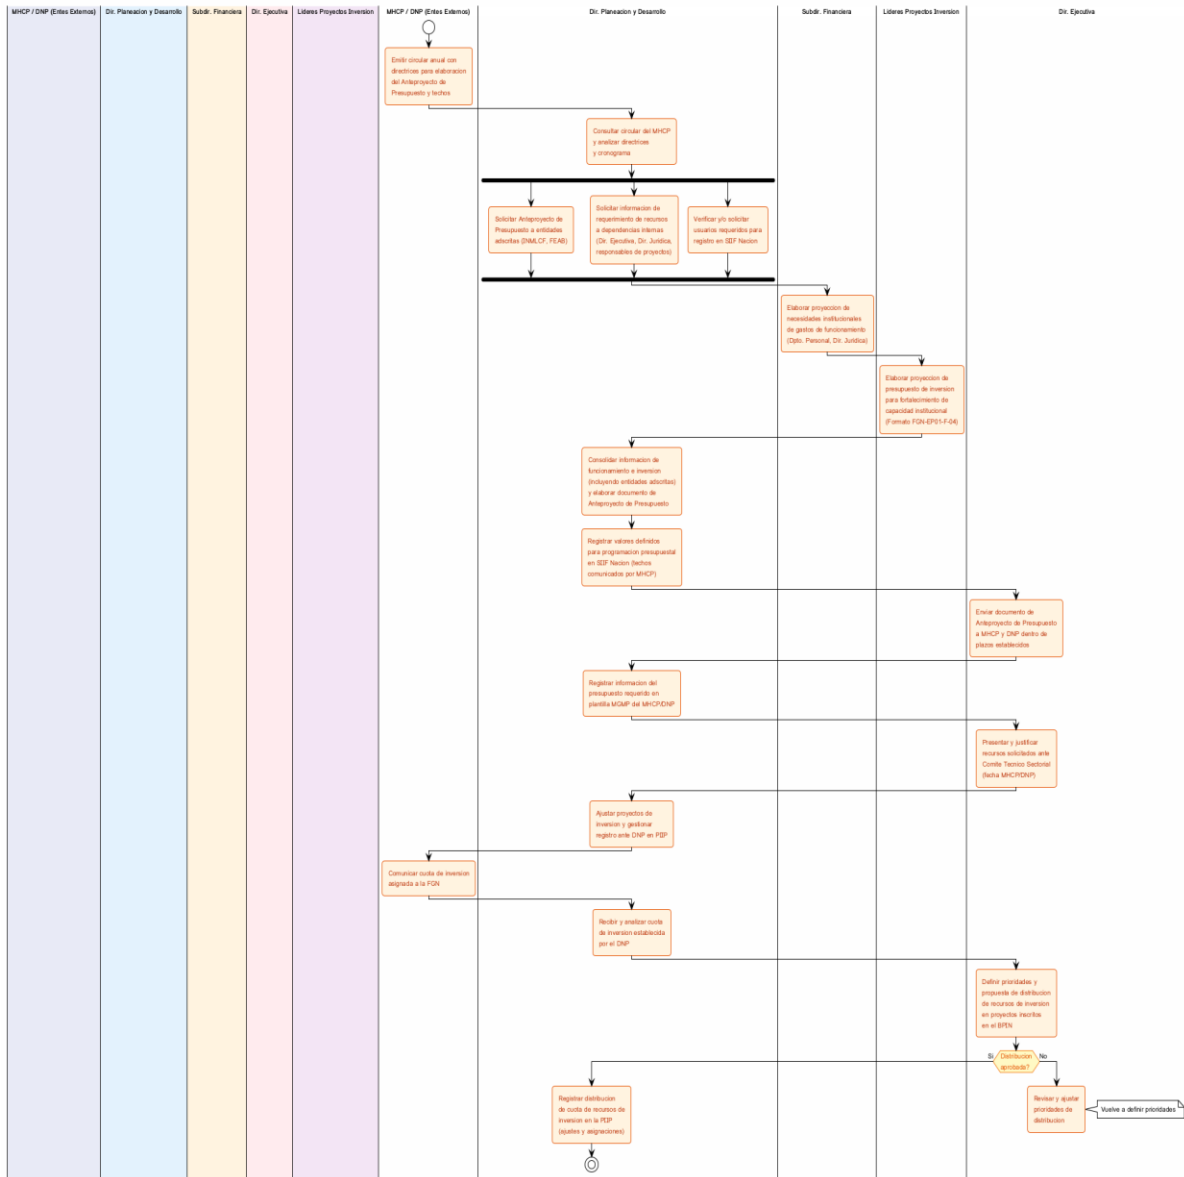 MHCP / DNP (Entes Externos)
Dir. Planeacion y Desarrollo
Subdir. Financiera
Dir. Ejecutiva
Lideres Proyectos Inversion
MHCP / DNP (Entes Externos)
Dir. Planeacion y Desarrollo
Subdir. Financiera
Lideres Proyectos Inversion
Dir. Ejecutiva
Emitir circular anual con
directrices para elaboracion
del Anteproyecto de
Presupuesto y techos
Consultar circular del MHCP
y analizar directrices
y cronograma
Solicitar Anteproyecto de
Presupuesto a entidades
adscritas (INMLCF, FEAB)
Solicitar informacion de
requerimiento de recursos
a dependencias internas
(Dir. Ejecutiva, Dir. Juridica,
responsables de proyectos)
Verificar y/o solicitar
usuarios requeridos para
registro en SIIF Nacion
Elaborar proyeccion de
necesidades institucionales
de gastos de funcionamiento
(Dpto. Personal, Dir. Juridica)
Elaborar proyeccion de
presupuesto de inversion
para fortalecimiento de
capacidad institucional
(Formato FGN-EP01-F-04)
Consolidar informacion de
funcionamiento e inversion
(incluyendo entidades adscritas)
y elaborar documento de
Anteproyecto de Presupuesto
Registrar valores definidos
para programacion presupuestal
en SIIF Nacion (techos
comunicados por MHCP)
Enviar documento de
Anteproyecto de Presupuesto
a MHCP y DNP dentro de
plazos establecidos
Registrar informacion del
presupuesto requerido en
plantilla MGMP del MHCP/DNP
Presentar y justificar
recursos solicitados ante
Comite Tecnico Sectorial
(fecha MHCP/DNP)
Ajustar proyectos de
inversion y gestionar
registro ante DNP en PIIP
Comunicar cuota de inversion
asignada a la FGN
Recibir y analizar cuota
de inversion establecida
por el DNP
Definir prioridades y
propuesta de distribucion
de recursos de inversion
en proyectos inscritos
en el BPIN
Si
Distribucion
aprobada?
No
Registrar distribucion
de cuota de recursos de
inversion en la PIIP
(ajustes y asignaciones)
Revisar y ajustar
prioridades de
distribucion
Vuelve a definir prioridades